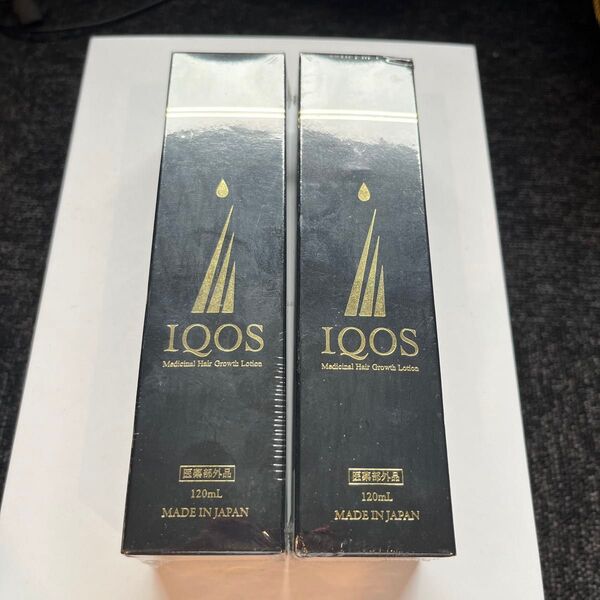 IQOS
Medicinal Hair Growth Lotion
医薬部外品
120mL
MADE IN JAPAN
IQOS
Medicinal Hair Growth Lotion
医薬部外品
120mL
MADE IN JAPAN